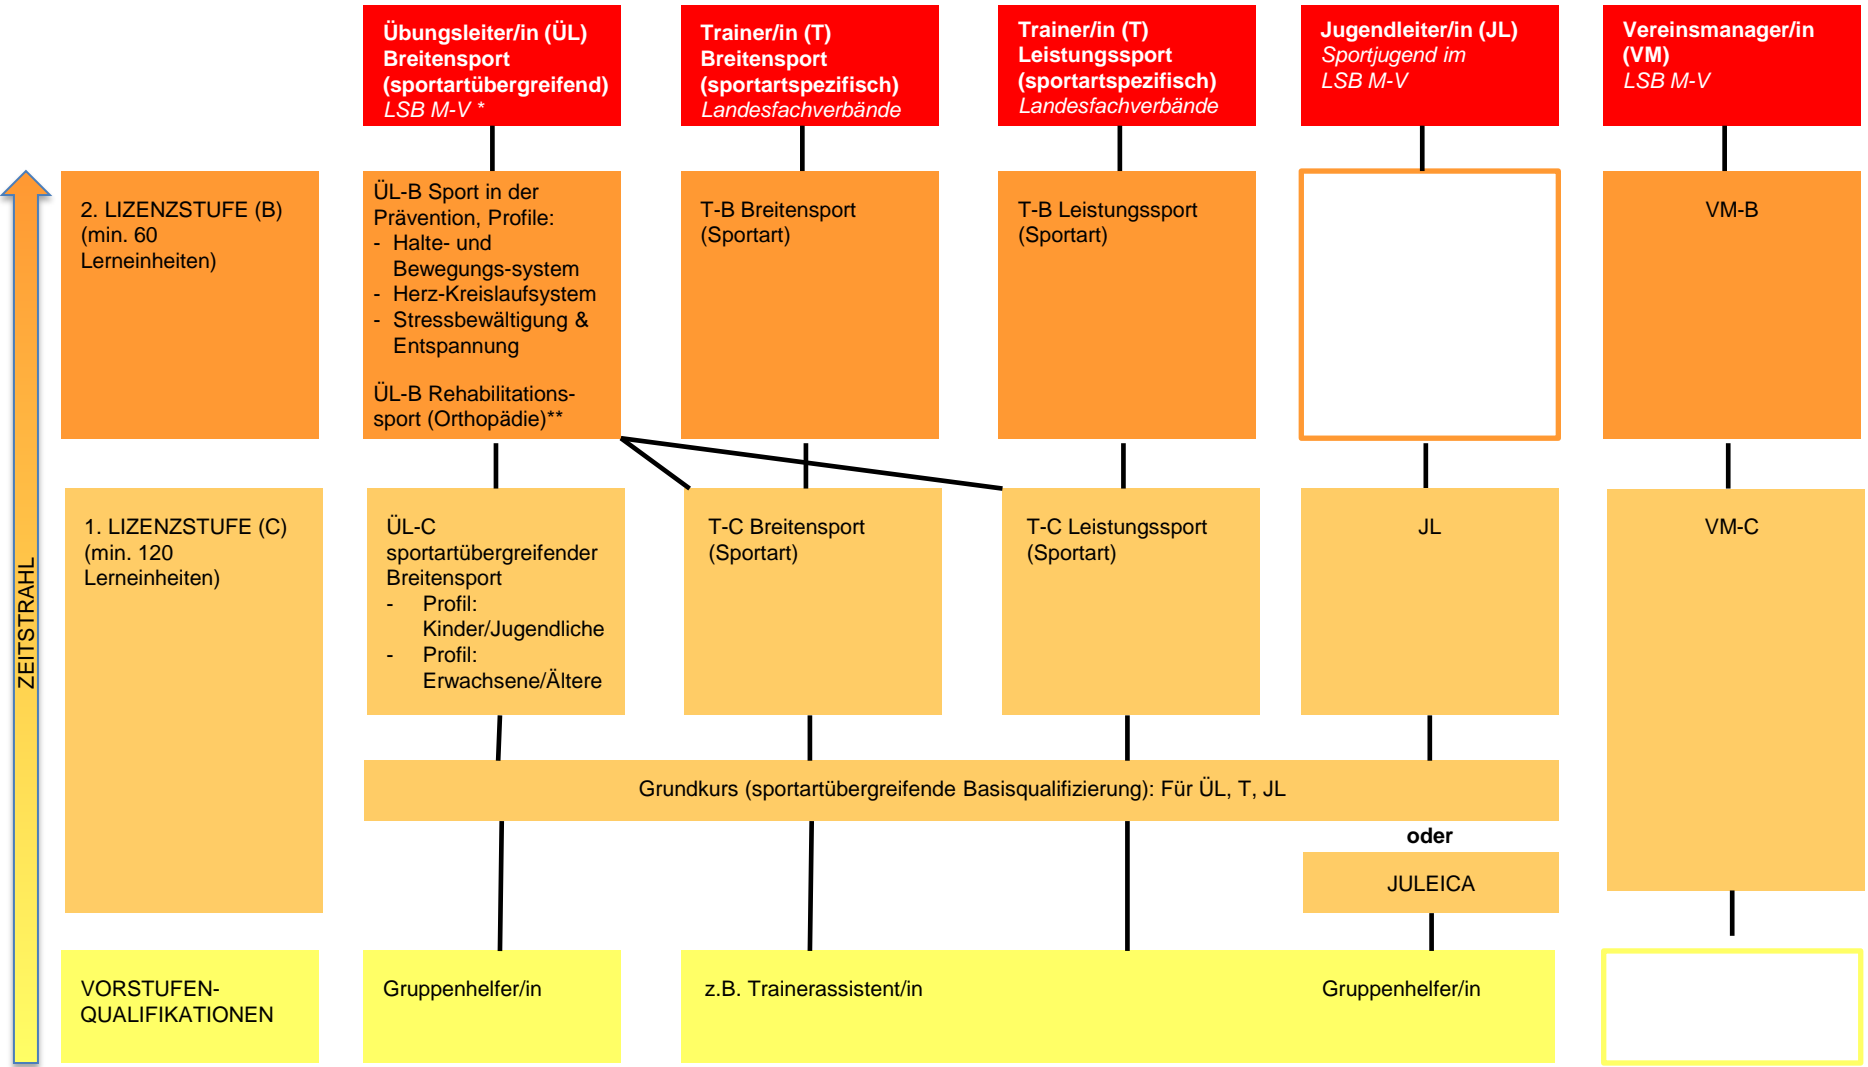 Übungsleiter/in (ÜL)
Breitensport
(sportartübergreifend)
LSB M-V *
Trainer/in (T)
Breitensport
(sportartspezifisch)
Landesfachverbände
Trainer/in (T)
Leistungssport
(sportartspezifisch)
Landesfachverbände
Jugendleiter/in (JL)
Sportjugend im
LSB M-V
Vereinsmanager/in
(VM)
LSB M-V
ZEITSTRAHL
2. LIZENZSTUFE (B)
(min. 60
Lerneinheiten)
ÜL-B Sport in der
Prävention, Profile:
- Halte- und
Bewegungs-system
- Herz-Kreislaufsystem
- Stressbewältigung &
Entspannung
ÜL-B Rehabilitations-
sport (Orthopädie)**
T-B Breitensport
(Sportart)
T-B Leistungssport
(Sportart)
VM-B
1. LIZENZSTUFE (C)
(min. 120
Lerneinheiten)
ÜL-C
sportartübergreifender
Breitensport
- Profil:
Kinder/Jugendliche
- Profil:
Erwachsene/Ältere
T-C Breitensport
(Sportart)
T-C Leistungssport
(Sportart)
JL
VM-C
Grundkurs (sportartübergreifende Basisqualifizierung): Für ÜL, T, JL
oder
JULEICA
VORSTUFEN-
QUALIFIKATIONEN
Gruppenhelfer/in
z.B. Trainerassistent/in
Gruppenhelfer/in